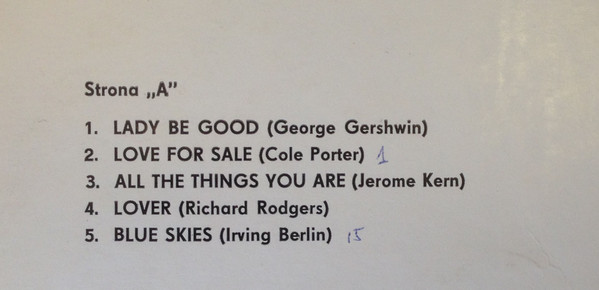 Strona „A”
1. LADY BE GOOD (George Gershwin)
2. LOVE FOR SALE (Cole Porter) 1
3. ALL THE THINGS YOU ARE (Jerome Kern)
4. LOVER (Richard Rodgers)
5. BLUE SKIES (Irving Berlin) 15